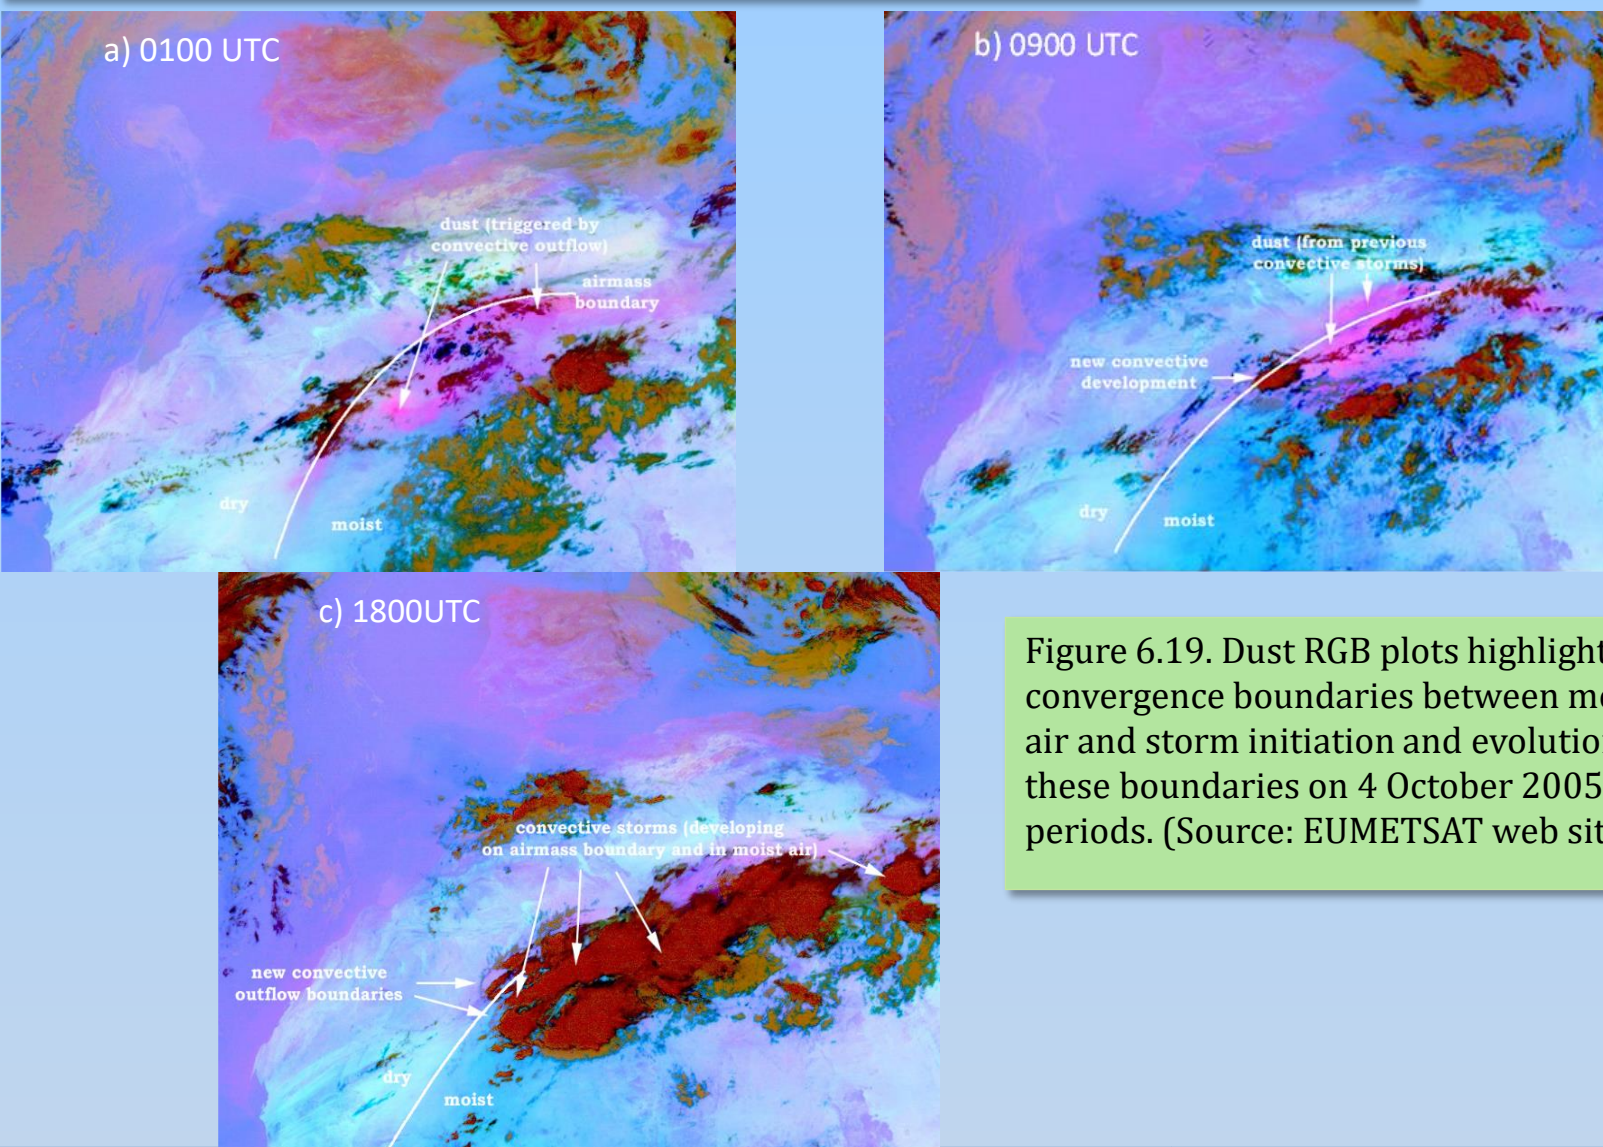 a) 0100 UTC
dust (triggered by
convective outflow)
airmass
boundary
dry
moist
b) 0900 UTC
dust (from previous
convective storms)
new convective
development
dry
moist
c) 1800UTC
convective storms (developing
on airmass boundary and in moist air)
new convective
outflow boundaries
dry
moist
Figure 6.19. Dust RGB plots highlight
convergence boundaries between
air and storm initiation and evolution
these boundaries on 4 October 2005
periods. (Source: EUMETSAT web